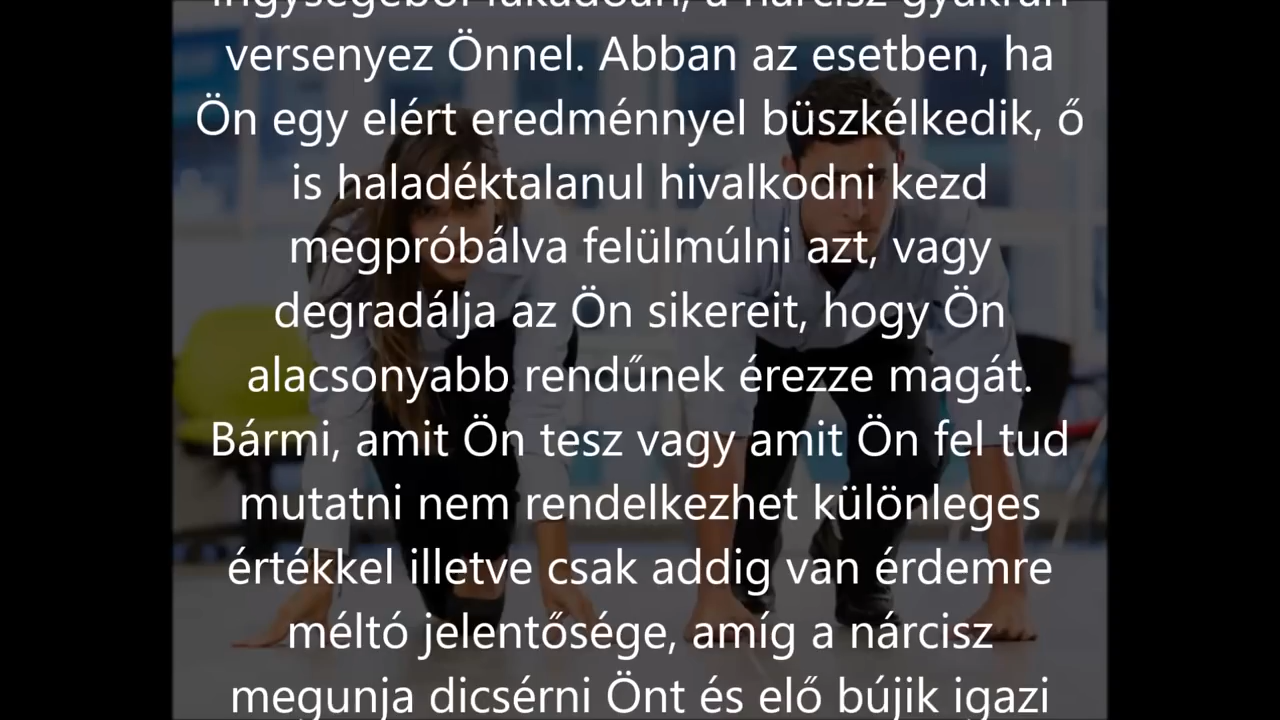 a nárcisz gyakran
versenyez Önnel. Abban az esetben, ha
Ön egy elért eredménnyel büszkélkedik, ő
is haladéktalanul hivalkodni kezd
megpróbálva felülmúlni azt, vagy
degradálja az Ön sikereit, hogy Ön
alacsonyabb rendűnek érezze magát.
Bármi, amit Ön tesz vagy amit Ön fel tud
mutatni nem rendelkezhet különleges
értékkel illetve csak addig van érdemre
méltó jelentősége, amíg a nárcisz
megunja dicsérni Önt és elő bújik igazi